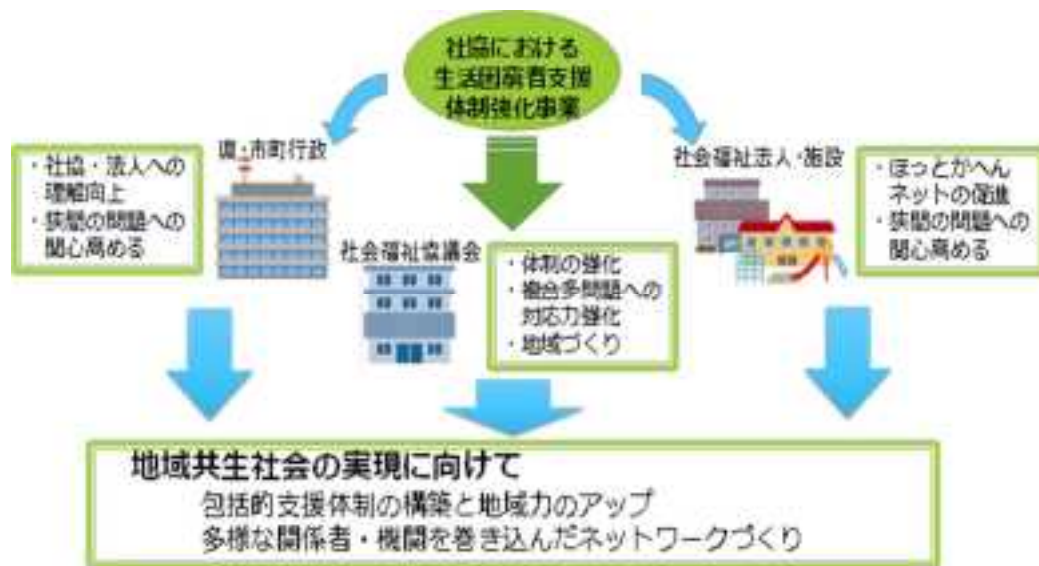 社協における
生活困窮者支援
体制強化事業
県・市町行政
・社協・法人への
理解向上
・狭間の問題への
関心高める
社会福祉協議会
・体制の強化
・複合多問題への
対応力強化
・地域づくり
社会福祉法人・施設
・ほっとかへん
ネットの促進
・狭間の問題への
関心高める
地域共生社会の実現に向けて
包括的支援体制の構築と地域力のアップ
多様な関係者・機関を巻き込んだネットワークづくり